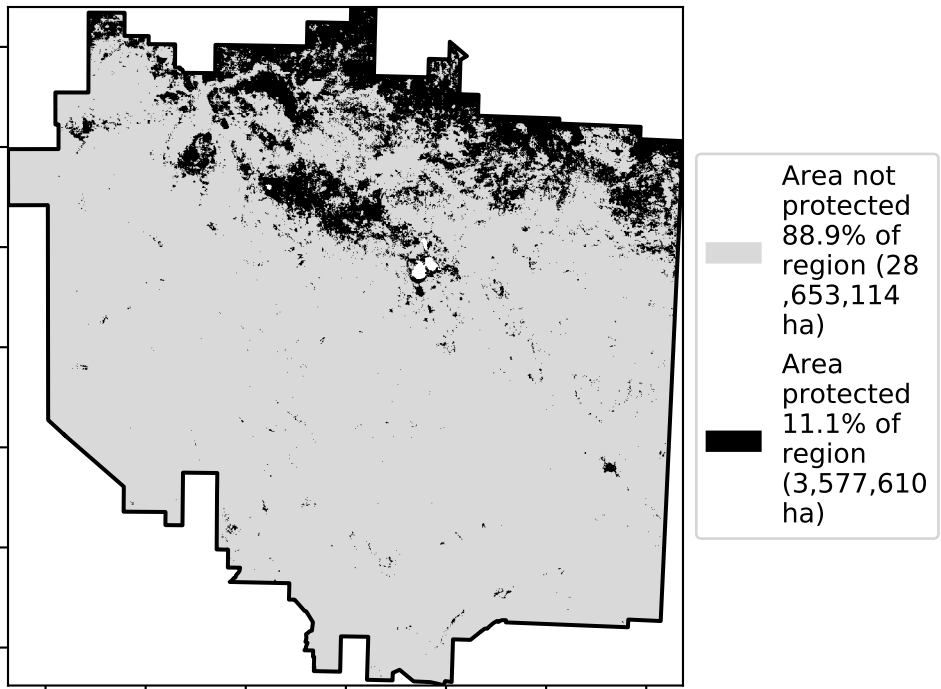 Area not
protected
88.9% of
region (28
,653,114
ha)
Area
protected
11.1% of
region
(3,577,610
ha)